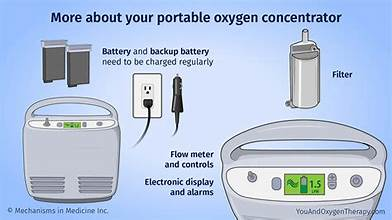 More about your portable oxygen concentrator
Battery and backup battery
need to be charged regularly
Filter
Flow meter
and controls
Electronic display
and alarms
1.5
LPM
© Mechanisms in Medicine Inc.
YouAndOxygenTherapy.com